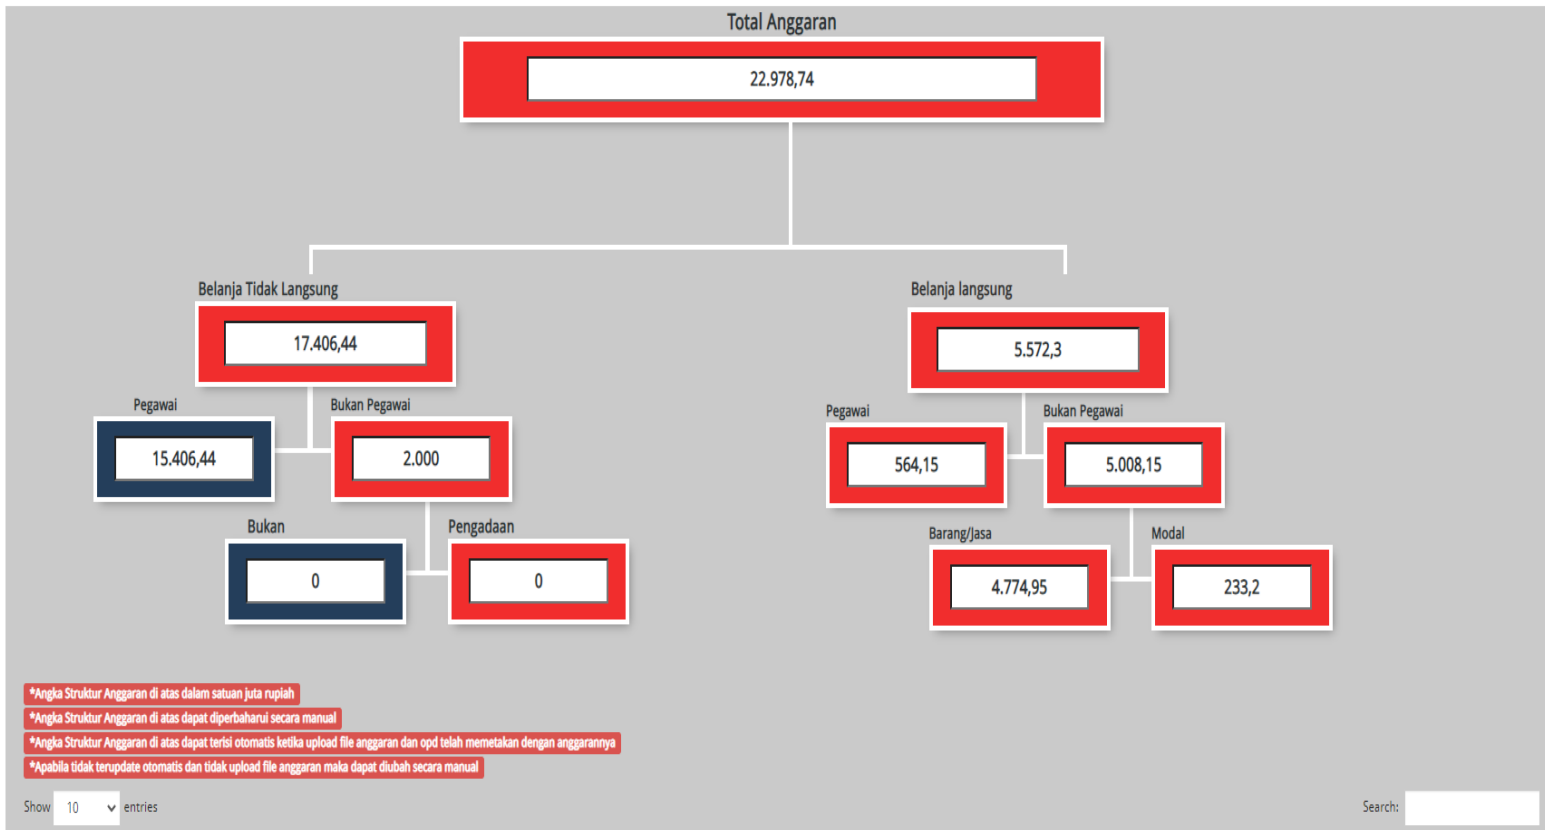 Total Anggaran
22.978,74
Belanja Tidak Langsung
17.406,44
Belanja langsung
5.572,3
Pegawai
15.406,44
Bukan Pegawai
2.000
Pegawai
564,15
Bukan Pegawai
5.008,15
Bukan
0
Pengadaan
0
Barang/Jasa
4.774,95
Modal
233,2
*Angka Struktur Anggaran di atas dalam satuan juta rupiah
*Angka Struktur Anggaran di atas dapat diperbaharui secara manual
*Angka Struktur Anggaran di atas dapat terisi otomatis ketika upload file anggaran dan opd telah memetakan dengan anggarannya
*Apabila tidak terupdate otomatis dan tidak upload file anggaran maka dapat diubah secara manual
Show 10 entries
Search: